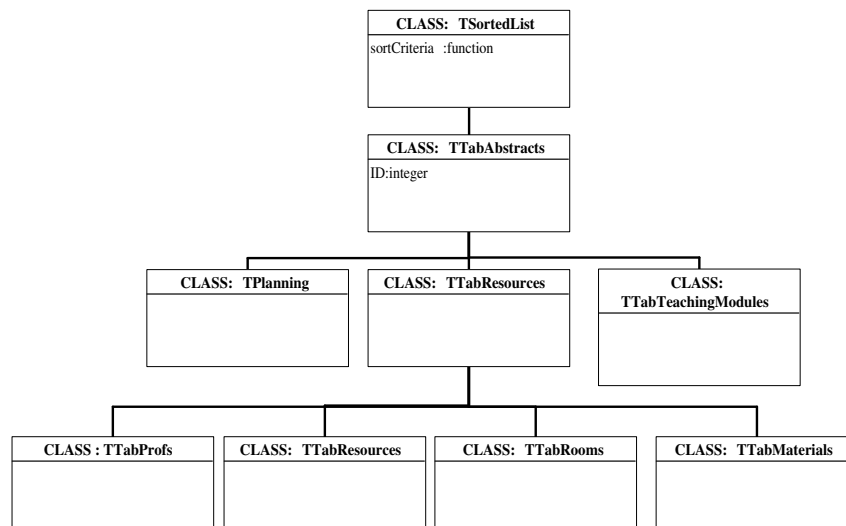 CLASS: TSortedList
sortCriteria :function
CLASS: TTabAbstracts
ID:integer
CLASS: TPlanning
CLASS: TTabResources
CLASS:
TTabTeachingModules
CLASS : TTabProfs
CLASS: TTabResources
CLASS: TTabRooms
CLASS: TTabMaterials